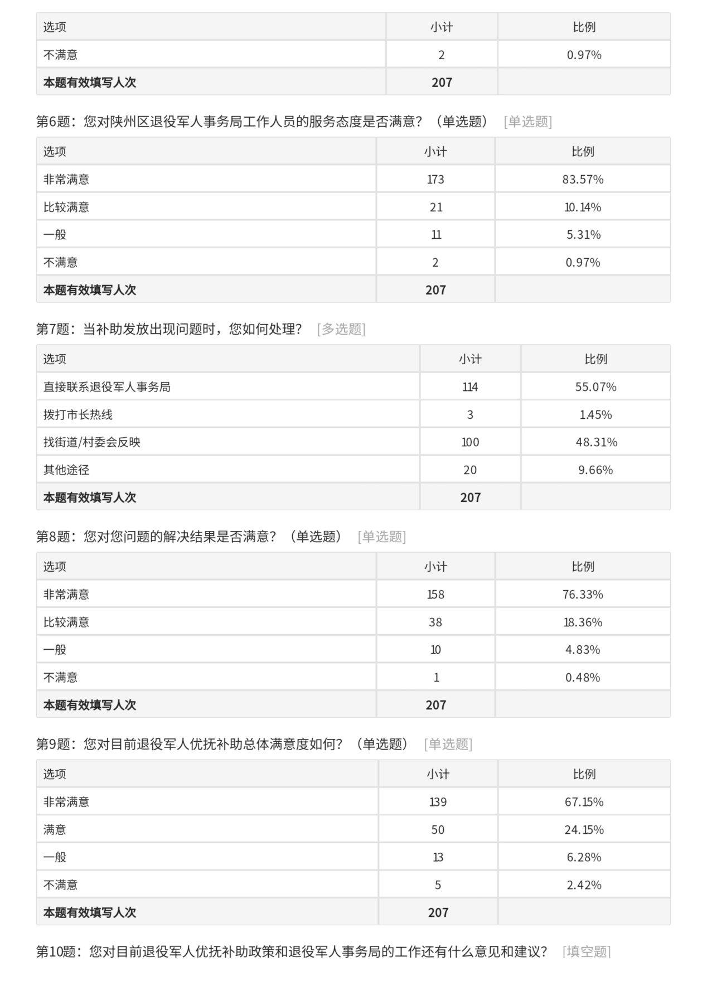 选项 小计 比例
不满意 2 0.97%
本题有效填写人次 207
第6题：您对陕州区退役军人事务局工作人员的服务态度是否满意？（单选题） [单选题]
选项 小计 比例
非常满意 173 83.57%
比较满意 21 10.14%
一般 11 5.31%
不满意 2 0.97%
本题有效填写人次 207
第7题：当补助发放出现问题时，您如何处理？ [多选题]
选项 小计 比例
直接联系退役军人事务局 114 55.07%
拨打市长热线 3 1.45%
找街道/村委会反映 100 48.31%
其他途径 20 9.66%
本题有效填写人次 207
第8题：您对您问题的解决结果是否满意？（单选题） [单选题]
选项 小计 比例
非常满意 158 76.33%
比较满意 38 18.36%
一般 10 4.83%
不满意 1 0.48%
本题有效填写人次 207
第9题：您对目前退役军人优抚补助总体满意度如何？（单选题） [单选题]
选项 小计 比例
非常满意 139 67.15%
满意 50 24.15%
一般 13 6.28%
不满意 5 2.42%
本题有效填写人次 207
第10题：您对目前退役军人优抚补助政策和退役军人事务局的工作还有什么意见和建议？ [填空题]